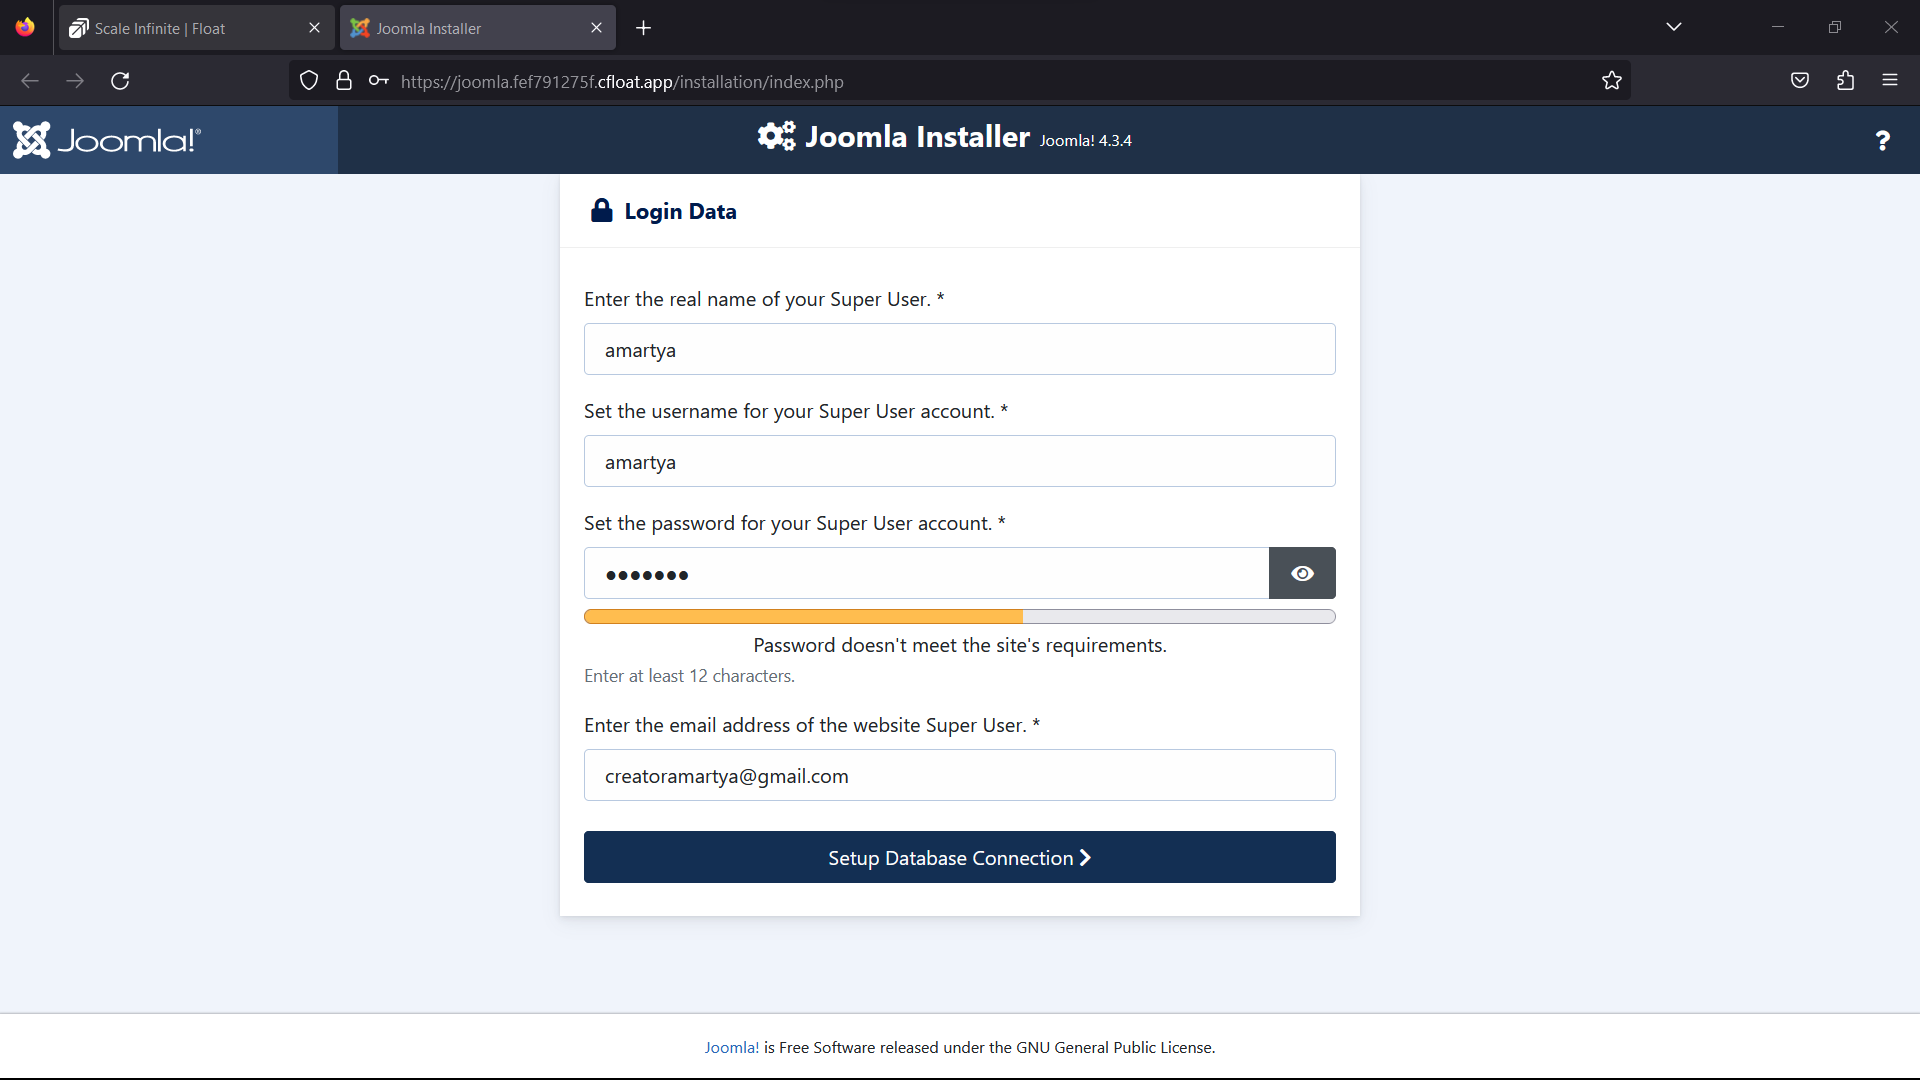 Scale Infinite | Float
Joomla Installer
https://joomla.fef791275f.cfloat.app/installation/index.php
Joomla!®
Joomla Installer Joomla! 4.3.4
?
Login Data
Enter the real name of your Super User. *
amartya
Set the username for your Super User account. *
amartya
Set the password for your Super User account. *
●●●●●●●
Password doesn't meet the site's requirements.
Enter at least 12 characters.
Enter the email address of the website Super User. *
creatoramartya@gmail.com
Setup Database Connection
Joomla! is Free Software released under the GNU General Public License.